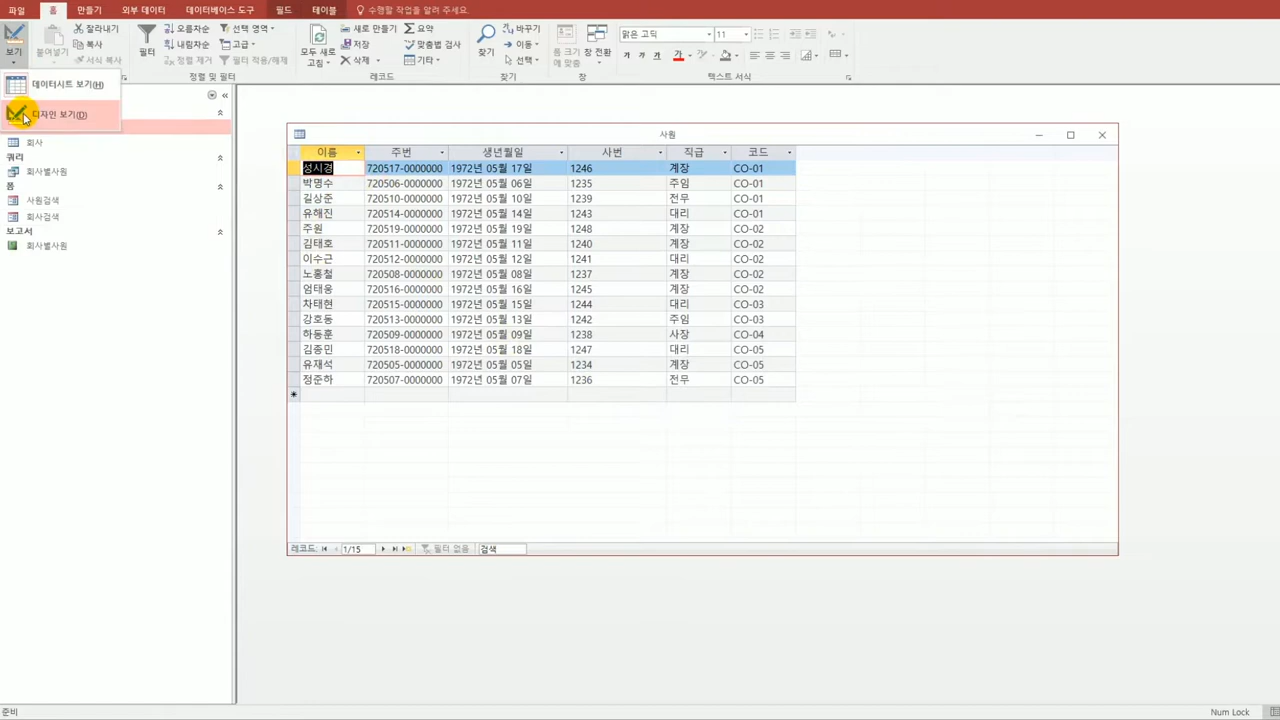 파일 홈 만들기 외부 데이터 데이터베이스 도구 필드 테이블 수행할 작업을 알려 주세요.
보기
붙여넣기
잘라내기
복사
서식 복사
필터
오름차순
내림차순
정렬 제거
선택 영역
고급
필터 적용/해제
정렬 및 필터
모두 새로 고침
새로 만들기
저장
삭제
요약
맞춤법 검사
기타
레코드
찾기
바꾸기
이동
선택
찾기
폼 크기에 맞춤
창 전환
창
맑은 고딕 11
가 가 가 가
텍스트 서식
데이터시트 보기(H)
디자인 보기(D)
회사
쿼리
회사별사원
폼
사원검색
회사검색
보고서
회사별사원
사원
이름 주번 생년월일 사번 직급 코드
성시경 720517-0000000 1972년 05월 17일 1246 계장 CO-01
박명수 720506-0000000 1972년 05월 06일 1235 주임 CO-01
길상준 720510-0000000 1972년 05월 10일 1239 전무 CO-01
유해진 720514-0000000 1972년 05월 14일 1243 대리 CO-01
주원 720519-0000000 1972년 05월 19일 1248 계장 CO-02
김태호 720511-0000000 1972년 05월 11일 1240 계장 CO-02
이수근 720512-0000000 1972년 05월 12일 1241 대리 CO-02
노홍철 720508-0000000 1972년 05월 08일 1237 계장 CO-02
엄태웅 720516-0000000 1972년 05월 16일 1245 계장 CO-02
차태현 720515-0000000 1972년 05월 15일 1244 대리 CO-03
강호동 720513-0000000 1972년 05월 13일 1242 주임 CO-03
하동훈 720509-0000000 1972년 05월 09일 1238 사장 CO-04
김종민 720518-0000000 1972년 05월 18일 1247 대리 CO-05
유재석 720505-0000000 1972년 05월 05일 1234 계장 CO-05
정준하 720507-0000000 1972년 05월 07일 1236 전무 CO-05
레코드: 1/15 필터 없음 검색
준비 Num Lock